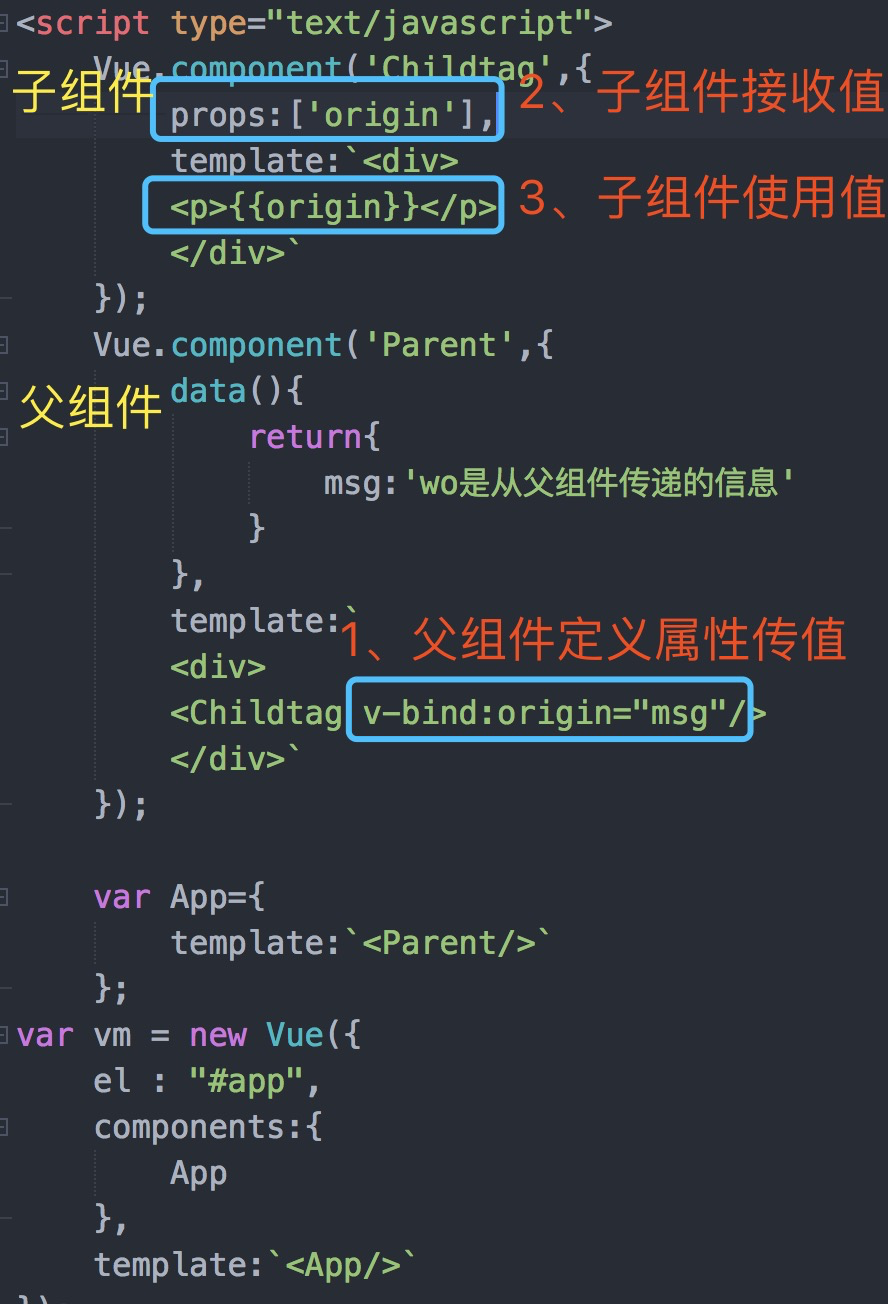 <script type="text/javascript">
Vue.component('Childtag',{
子组件
props:['origin'],
2、子组件接收值
template:`<div>
<p>{{origin}}</p>
3、子组件使用值
</div>`
});
Vue.component('Parent',{
父组件
data(){
return{
msg:'wo是从父组件传递的信息'
}
},
template:`
1、父组件定义属性传值
<div>
<Childtag v-bind:origin="msg"/>
</div>`
});
var App={
template:`<Parent/>`
};
var vm = new Vue({
el : "#app",
components:{
App
},
template:`<App/>`